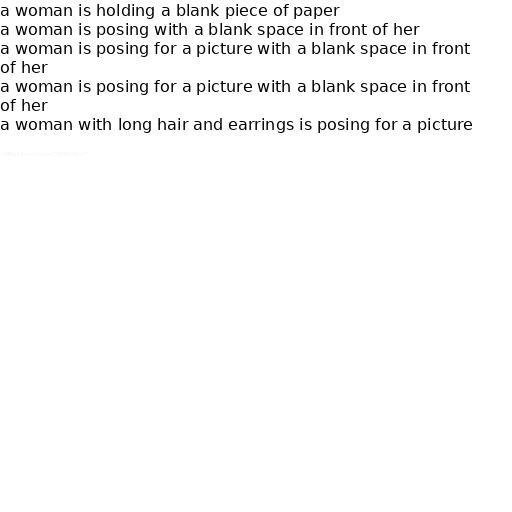 a woman is holding a blank piece of paper
a woman is posing with a blank space in front of her
a woman is posing for a picture with a blank space in front
of her
a woman is posing for a picture with a blank space in front
of her
a woman with long hair and earrings is posing for a picture